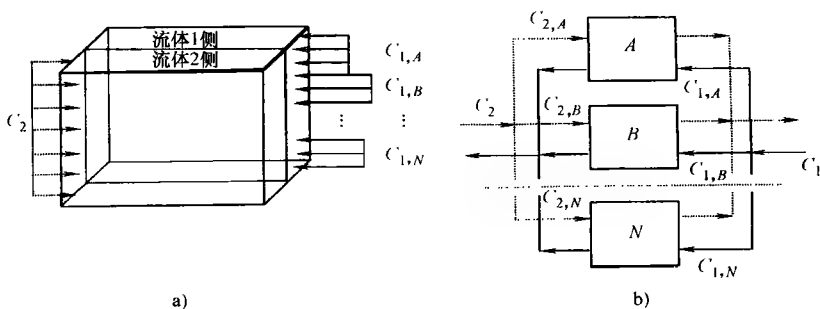 流体1侧
流体2侧
C₂
C₁,A
C₁,B
⋮ ⋮
C₁,N
a)
C₂,A
A
C₁,A
C₂
C₂,B
B
C₁,B
C₁
C₂,N
N
C₁,N
b)